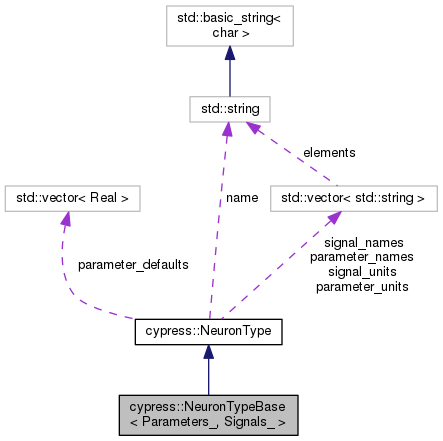 std::basic_string<
char >
std::string
elements
std::vector< Real >
name
std::vector< std::string >
parameter_defaults
signal_names
parameter_names
signal_units
parameter_units
cypress::NeuronType
cypress::NeuronTypeBase
< Parameters_, Signals_ >